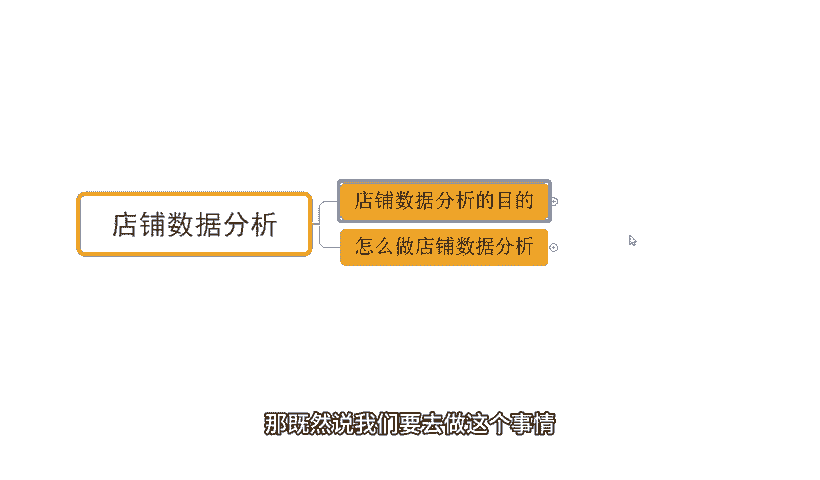 店铺数据分析
店铺数据分析的目的
怎么做店铺数据分析
那既然说我们要去做这个事情